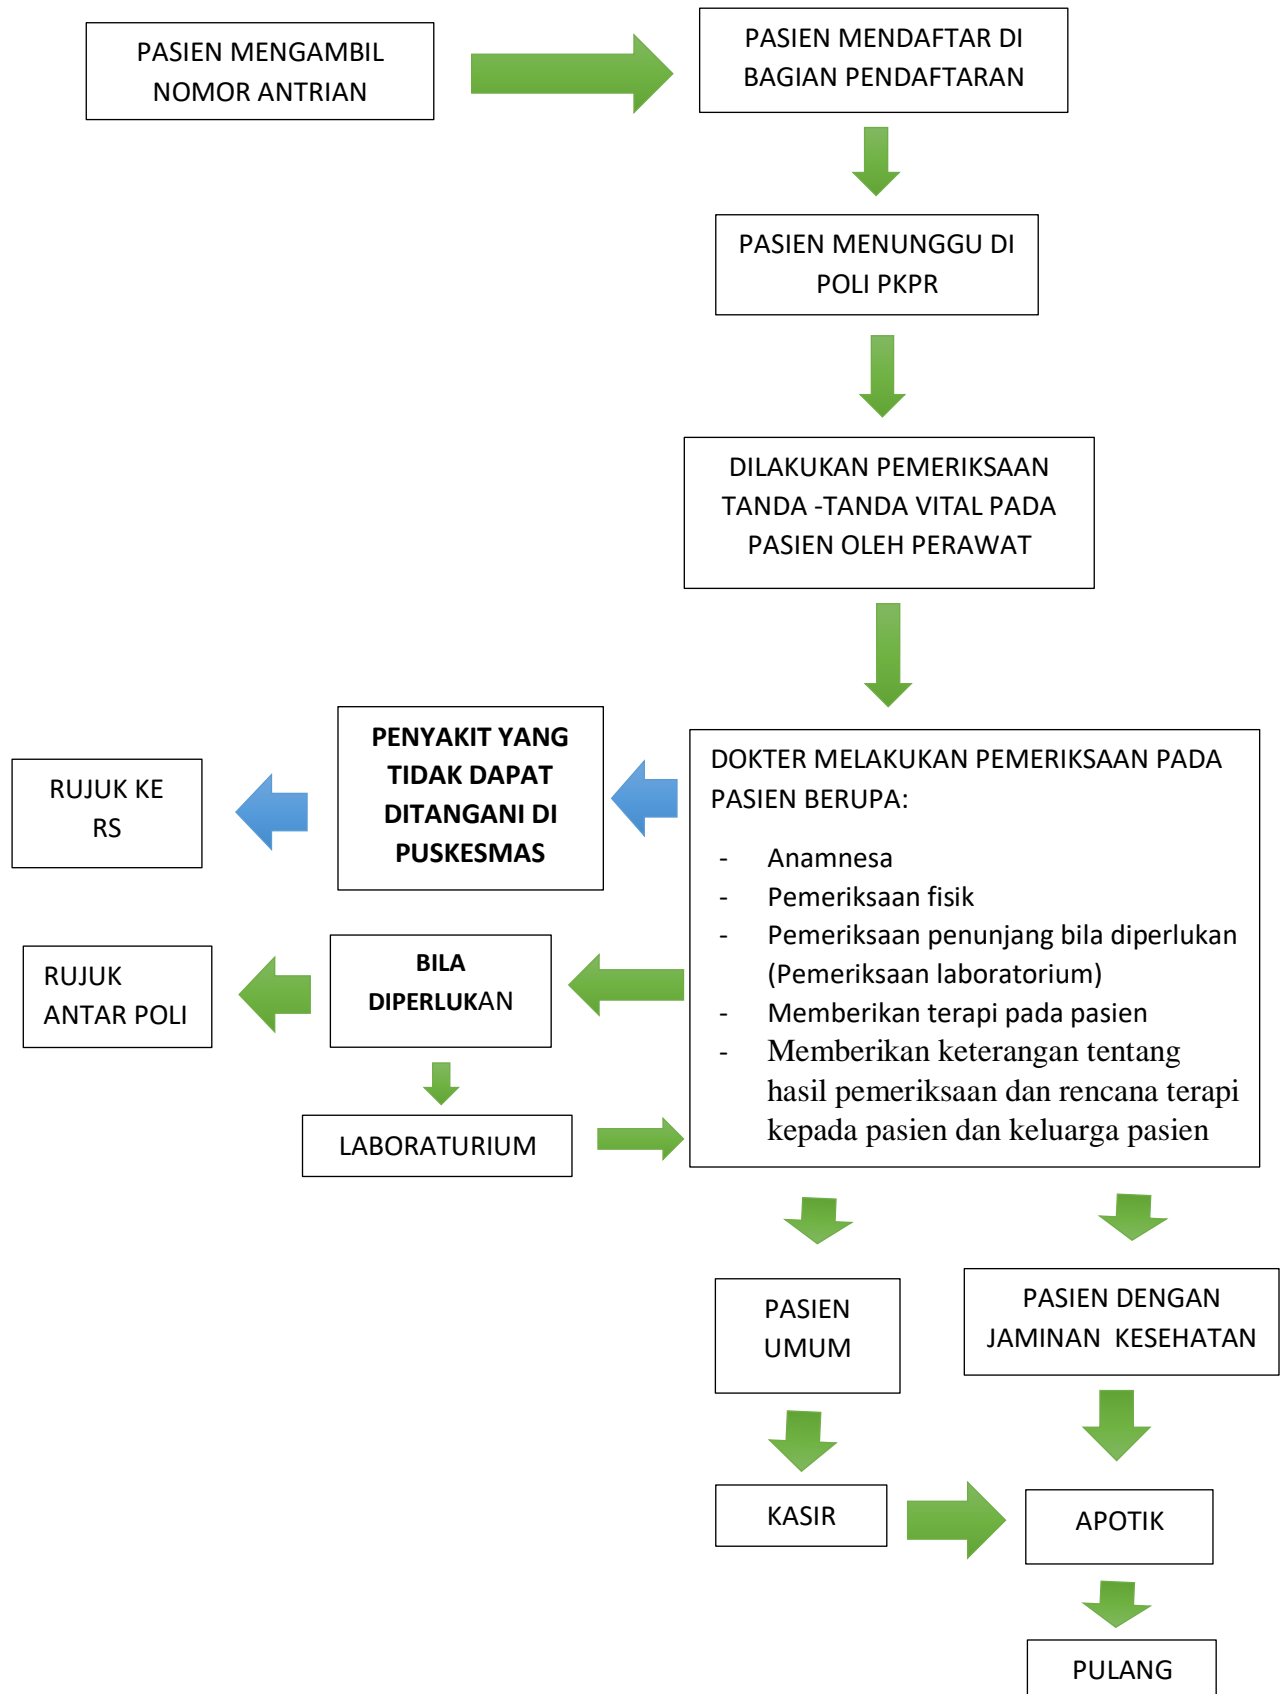 PASIEN MENGAMBIL
NOMOR ANTRIAN
PASIEN MENDAFTAR DI
BAGIAN PENDAFTARAN
PASIEN MENUNGGU DI
POLI PKPR
DILAKUKAN PEMERIKSAAN
TANDA -TANDA VITAL PADA
PASIEN OLEH PERAWAT
DOKTER MELAKUKAN PEMERIKSAAN PADA
PASIEN BERUPA:
- Anamnesa
- Pemeriksaan fisik
- Pemeriksaan penunjang bila diperlukan
(Pemeriksaan laboratorium)
- Memberikan terapi pada pasien
- Memberikan keterangan tentang
hasil pemeriksaan dan rencana terapi
kepada pasien dan keluarga pasien
PENYAKIT YANG
TIDAK DAPAT
DITANGANI DI
PUSKESMAS
RUJUK KE
RS
BILA
DIPERLUKAN
RUJUK
ANTAR POLI
LABORATURIUM
PASIEN
UMUM
PASIEN DENGAN
JAMINAN KESEHATAN
KASIR
APOTIK
PULANG